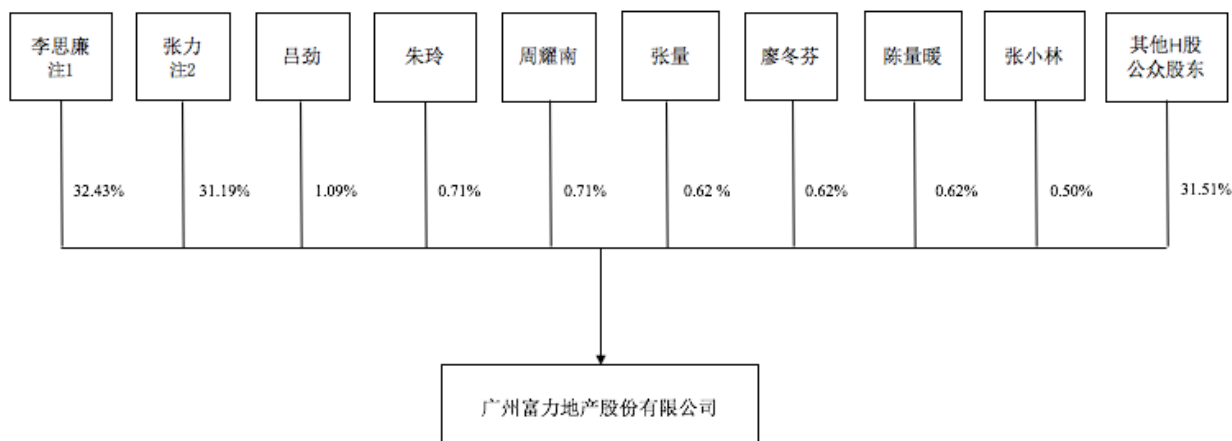 李思廉
注1
张力
注2
吕劲
朱玲
周耀南
张量
廖冬芬
陈量暖
张小林
其他H股
公众股东
32.43%
31.19%
1.09%
0.71%
0.71%
0.62 %
0.62%
0.62%
0.50%
31.51%
广州富力地产股份有限公司